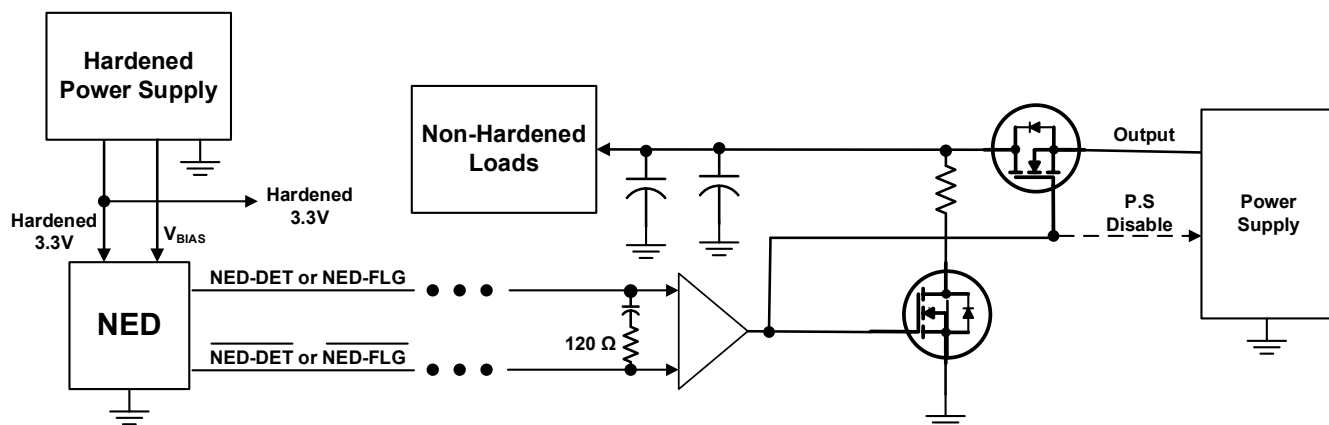 Hardened
Power Supply
Non-Hardened
Loads
Output
Power
Supply
P.S
Disable
Hardened
3.3V
Hardened
3.3V
VBIAS
NED
NED-DET or NED-FLG
NED-DET or NED-FLG
120 Ω